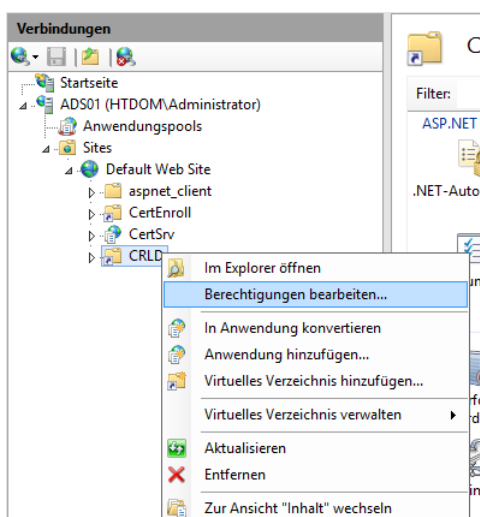 Verbindungen
Startseite
ADS01 (HTDOM\Administrator)
Anwendungspools
Sites
Default Web Site
aspnet_client
CertEnroll
CertSrv
CRLD
Filter:
ASP.NET
.NET-Auto
Im Explorer öffnen
Berechtigungen bearbeiten...
In Anwendung konvertieren
Anwendung hinzufügen...
Virtuelles Verzeichnis hinzufügen...
Virtuelles Verzeichnis verwalten
Aktualisieren
Entfernen
Zur Ansicht "Inhalt" wechseln